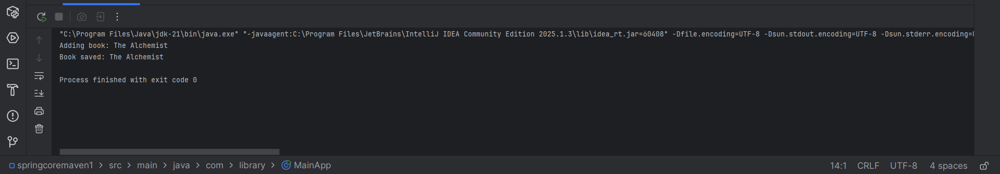 "C:\Program Files\Java\jdk-21\bin\java.exe" "-javaagent:C:\Program Files\JetBrains\IntelliJ IDEA Community Edition 2025.1.3\lib\idea_rt.jar=60408" -Dfile.encoding=UTF-8 -Dsun.stdout.encoding=UTF-8 -Dsun.stderr.encoding=
Adding book: The Alchemist
Book saved: The Alchemist
Process finished with exit code 0
springcoremaven1 > src > main > java > com > library > MainApp 14:1 CRLF UTF-8 4 spaces